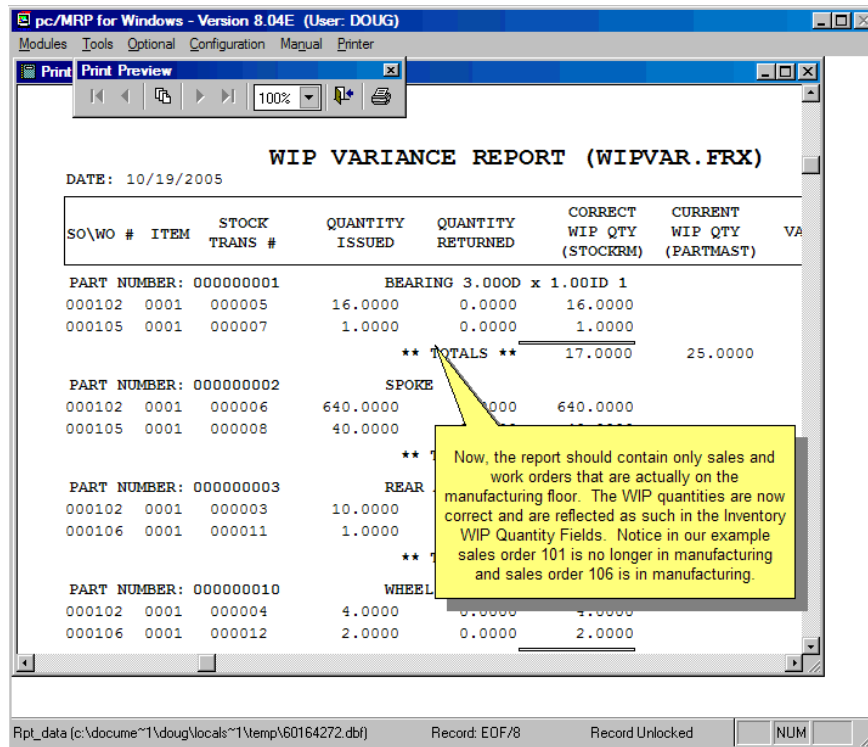 pc/MRP for Windows - Version 8.04E (User: DOUG)
Modules Tools Optional Configuration Manual Printer
Print
Print Preview
100%
WIP VARIANCE REPORT (WIPVAR.FRX)
DATE: 10/19/2005
SO\WO # ITEM STOCK TRANS # QUANTITY ISSUED QUANTITY RETURNED CORRECT WIP QTY (STOCKRM) CURRENT WIP QTY (PARTMAST) VA
PART NUMBER: 000000001 BEARING 3.00OD x 1.00ID 1
000102 0001 000005 16.0000 0.0000 16.0000
000105 0001 000007 1.0000 0.0000 1.0000
** TOTALS ** 17.0000 25.0000
PART NUMBER: 000000002 SPOKE
000102 0001 000006 640.0000 0000 640.0000
000105 0001 000008 40.0000
** T
PART NUMBER: 000000003 REAR
000102 0001 000003 10.0000
000106 0001 000011 1.0000
** T
PART NUMBER: 000000010 WHEEL
000102 0001 000004 4.0000 0.0000 4.0000
000106 0001 000012 2.0000 0.0000 2.0000
Now, the report should contain only sales and
work orders that are actually on the
manufacturing floor. The WIP quantities are now
correct and are reflected as such in the Inventory
WIP Quantity Fields. Notice in our example
sales order 101 is no longer in manufacturing
and sales order 106 is in manufacturing.
Rpt_data (c:\docume~1\doug\locals~1\temp\60164272.dbf) Record: EOF/8 Record Unlocked NUM